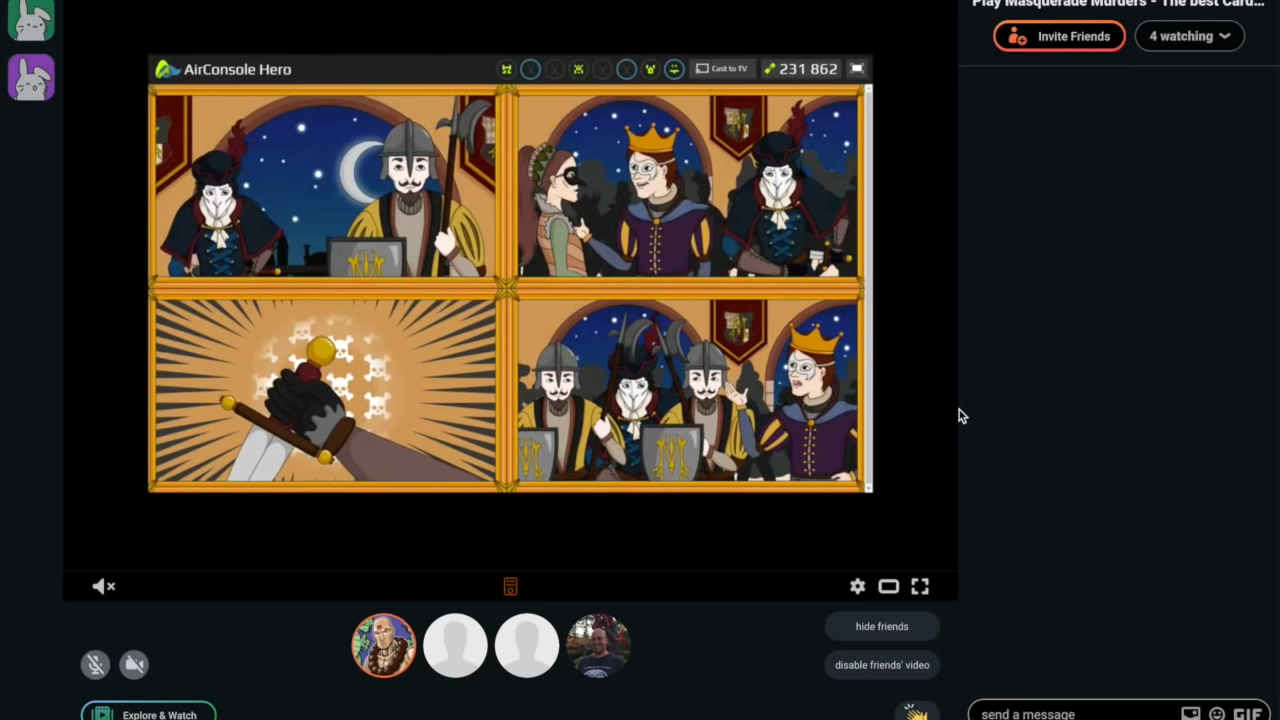 Play Masquerade Murders - The best Card...
Invite Friends
4 watching
AirConsole Hero
Cast to TV
231 862
hide friends
disable friends' video
Explore & Watch
send a message
GIF